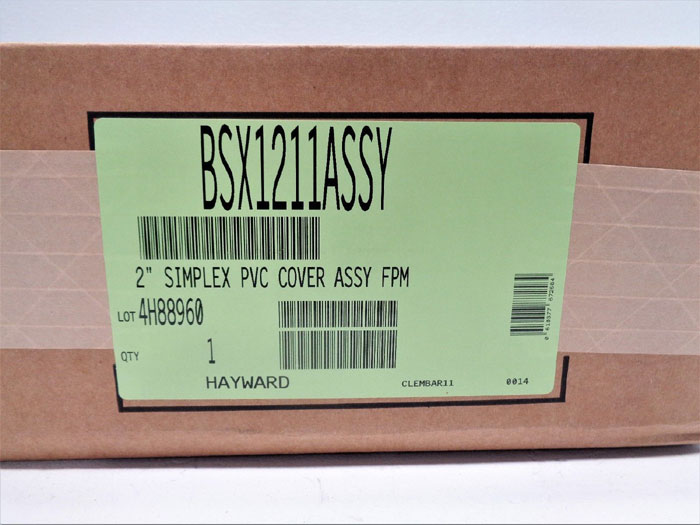 BSX1211ASSY
2" SIMPLEX PVC COVER ASSY FPM
LOT 4H88960
QTY 1
HAYWARD
CLEMBAR11 0014